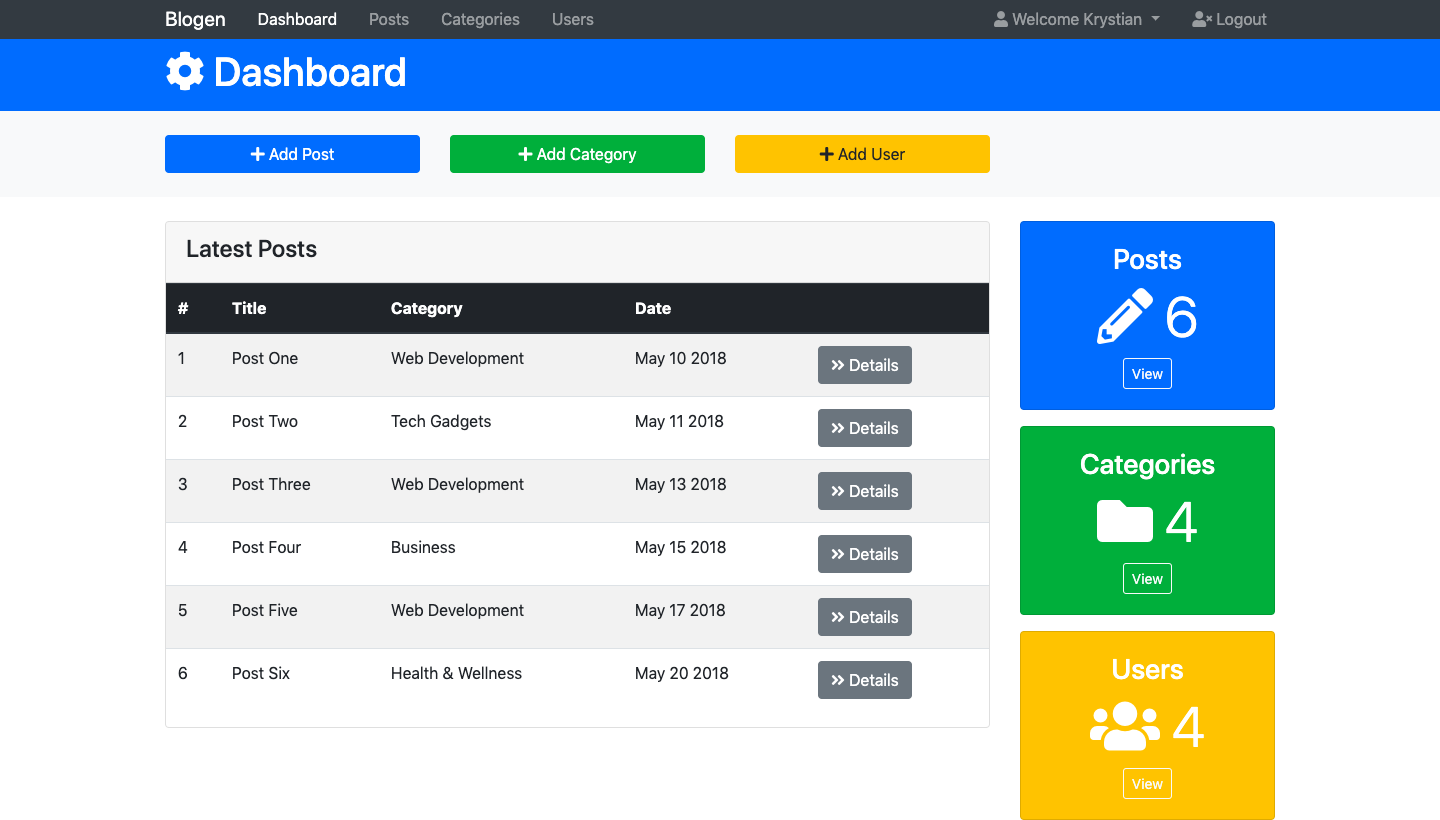 Blogen Dashboard Posts Categories Users Welcome Krystian Logout
Dashboard
Add Post Add Category Add User
Latest Posts
# Title Category Date
1 Post One Web Development May 10 2018 Details
2 Post Two Tech Gadgets May 11 2018 Details
3 Post Three Web Development May 13 2018 Details
4 Post Four Business May 15 2018 Details
5 Post Five Web Development May 17 2018 Details
6 Post Six Health & Wellness May 20 2018 Details
Posts
6
View
Categories
4
View
Users
4
View